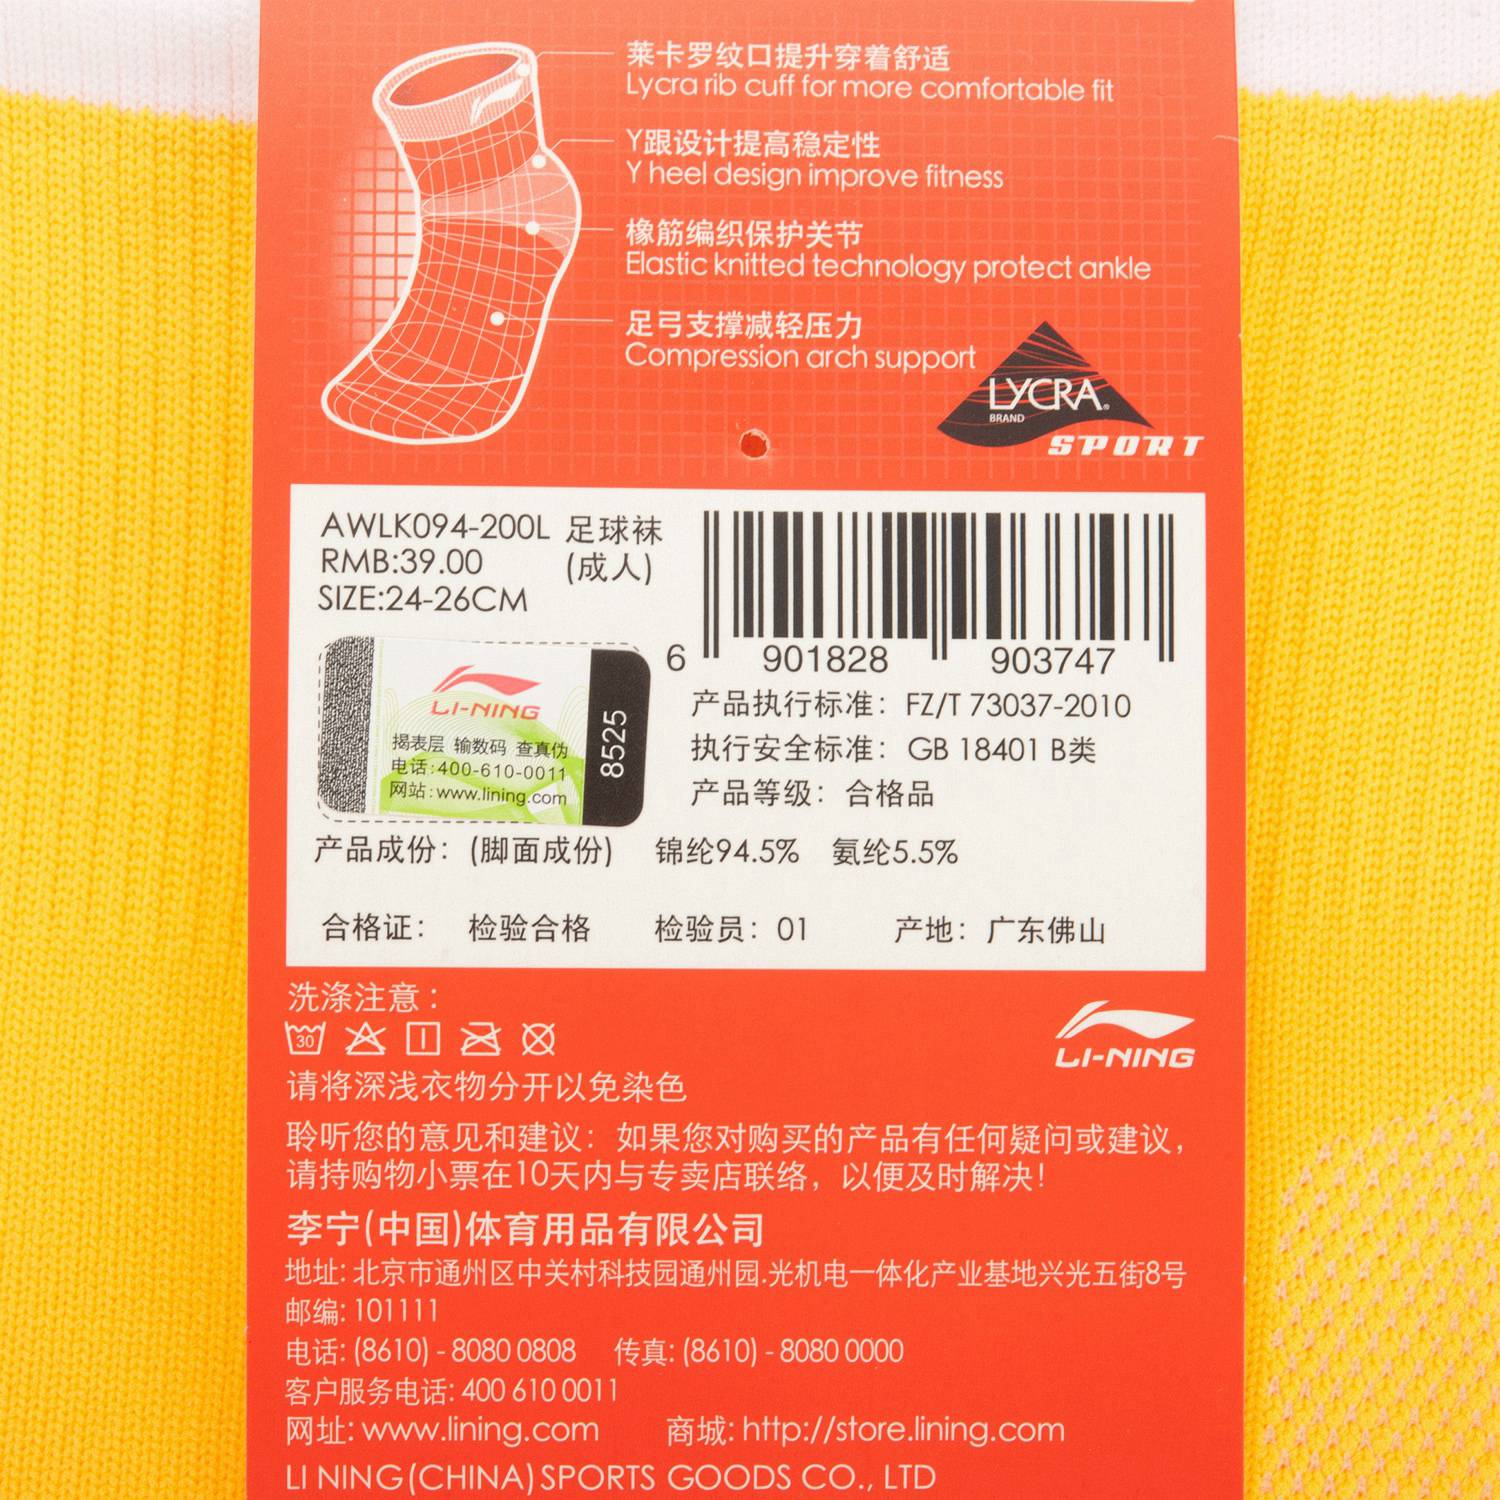 莱卡罗纹口提升穿着舒适
Lycra rib cuff for more comfortable fit
Y跟设计提高稳定性
Y heel design improve fitness
橡筋编织保护关节
Elastic knitted technology protect ankle
足弓支撑减轻压力
Compression arch support
LYCRA®
BRAND
SPORT
AWLK094-200L 足球袜
RMB:39.00 (成人)
SIZE:24-26CM
6 901828 903747
LI-NING
揭表层 输数码 查真伪
电话:400-610-0011
网站:www.lining.com
8525
产品执行标准: FZ/T 73037-2010
执行安全标准: GB 18401 B类
产品等级: 合格品
产品成份: (脚面成份) 锦纶94.5% 氨纶5.5%
合格证: 检验合格 检验员: 01 产地: 广东佛山
洗涤注意:
30
LI-NING
请将深浅衣物分开以免染色
聆听您的意见和建议: 如果您对购买的产品有任何疑问或建议,
请持购物小票在10天内与专卖店联络, 以便及时解决!
李宁(中国)体育用品有限公司
地址: 北京市通州区中关村科技园通州园.光机电一体化产业基地兴光五街8号
邮编: 101111
电话: (8610) - 8080 0808 传真: (8610) - 8080 0000
客户服务电话: 400 610 0011
网址: www.lining.com 商城: http://store.lining.com
LI NING(CHINA)SPORTS GOODS CO., LTD